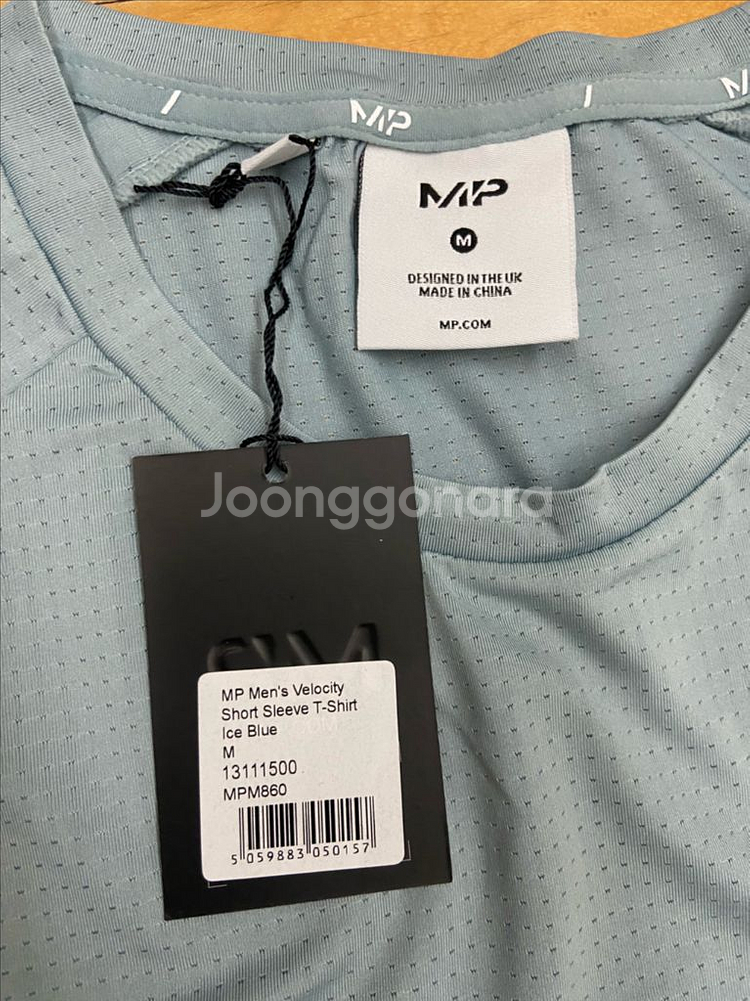 MP
M
MP
M
DESIGNED IN THE UK
MADE IN CHINA
MP.COM
Joonggonara
MP
MP Men's Velocity
Short Sleeve T-Shirt
Ice Blue
M
13111500
MPM860
5 059883 050157